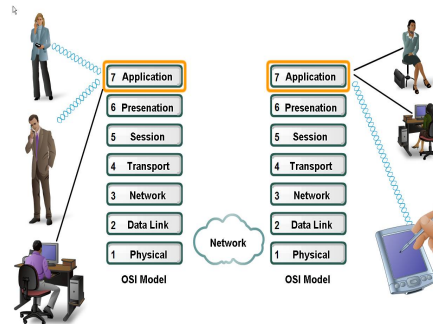 7 Application
6 Presenation
5 Session
4 Transport
3 Network
2 Data Link
1 Physical
OSI Model
Network
7 Application
6 Presenation
5 Session
4 Transport
3 Network
2 Data Link
1 Physical
OSI Model